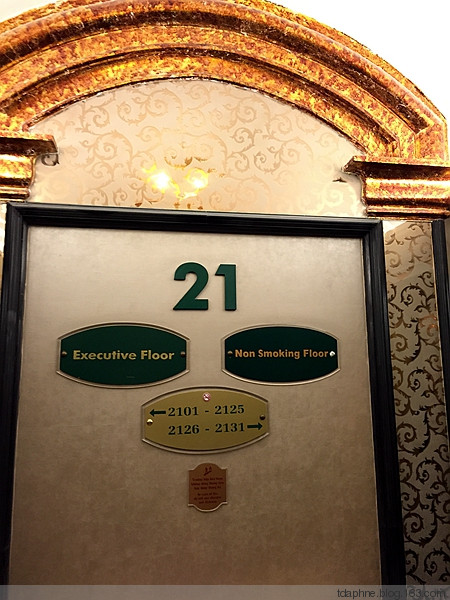 21
Executive Floor
Non Smoking Floor
←2101 - 2125
2126 - 2131→
tdaphne.blog.163.com